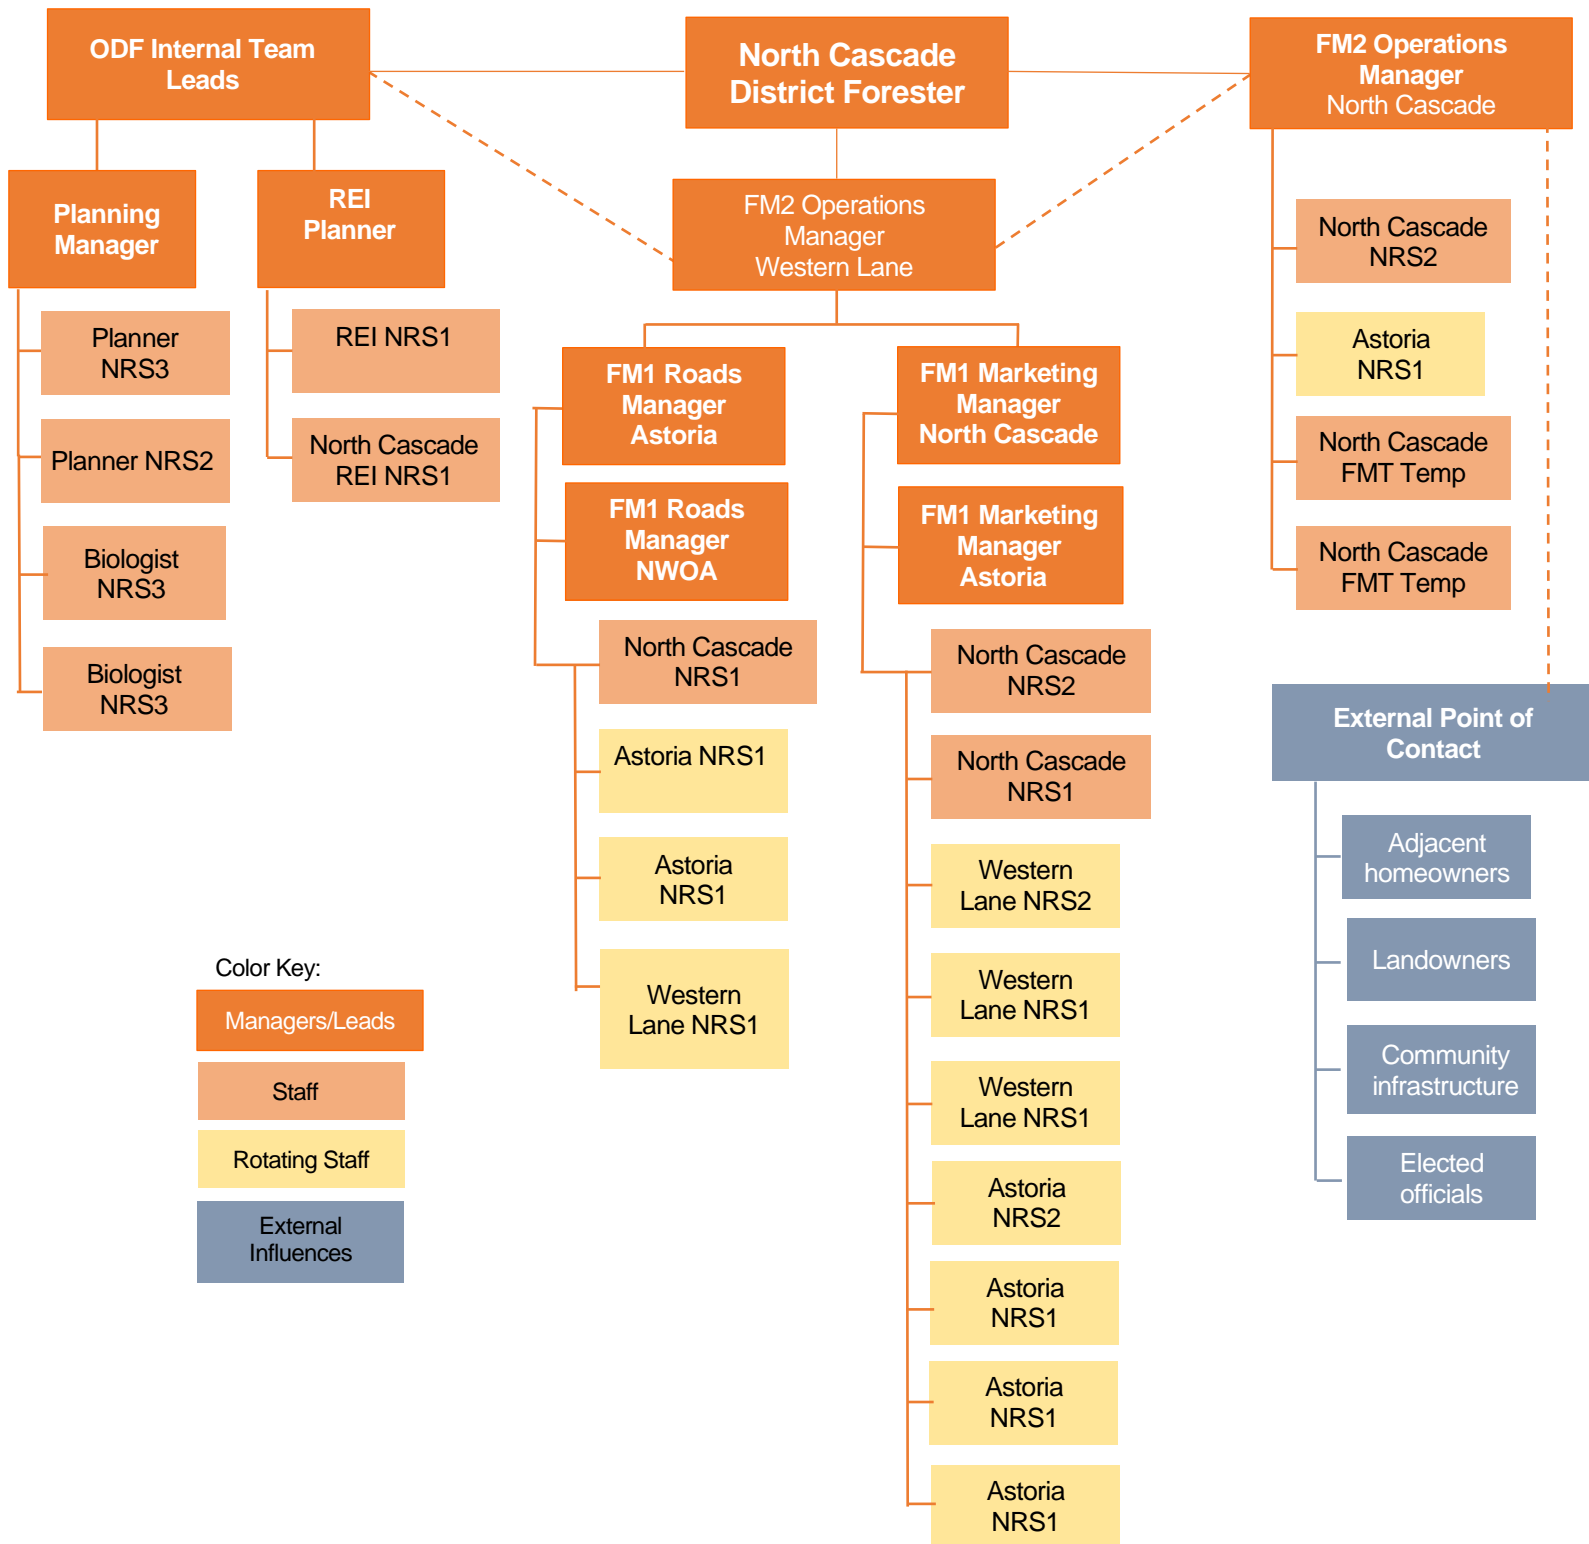 ODF Internal Team
Leads
North Cascade
District Forester
FM2 Operations
Manager
North Cascade
Planning
Manager
REI
Planner
FM2 Operations
Manager
Western Lane
Planner
NRS3
Planner NRS2
Biologist
NRS3
Biologist
NRS3
REI NRS1
North Cascade
REI NRS1
FM1 Roads
Manager
Astoria
FM1 Roads
Manager
NWOA
North Cascade
NRS1
Astoria NRS1
Astoria
NRS1
Western
Lane NRS1
FM1 Marketing
Manager
North Cascade
FM1 Marketing
Manager
Astoria
North Cascade
NRS2
North Cascade
NRS1
Western
Lane NRS2
Western
Lane NRS1
Western
Lane NRS1
Astoria
NRS2
Astoria
NRS1
Astoria
NRS1
Astoria
NRS1
North Cascade
NRS2
Astoria
NRS1
North Cascade
FMT Temp
North Cascade
FMT Temp
External Point of
Contact
Adjacent
homeowners
Landowners
Community
infrastructure
Elected
officials
Color Key:
Managers/Leads
Staff
Rotating Staff
External
Influences